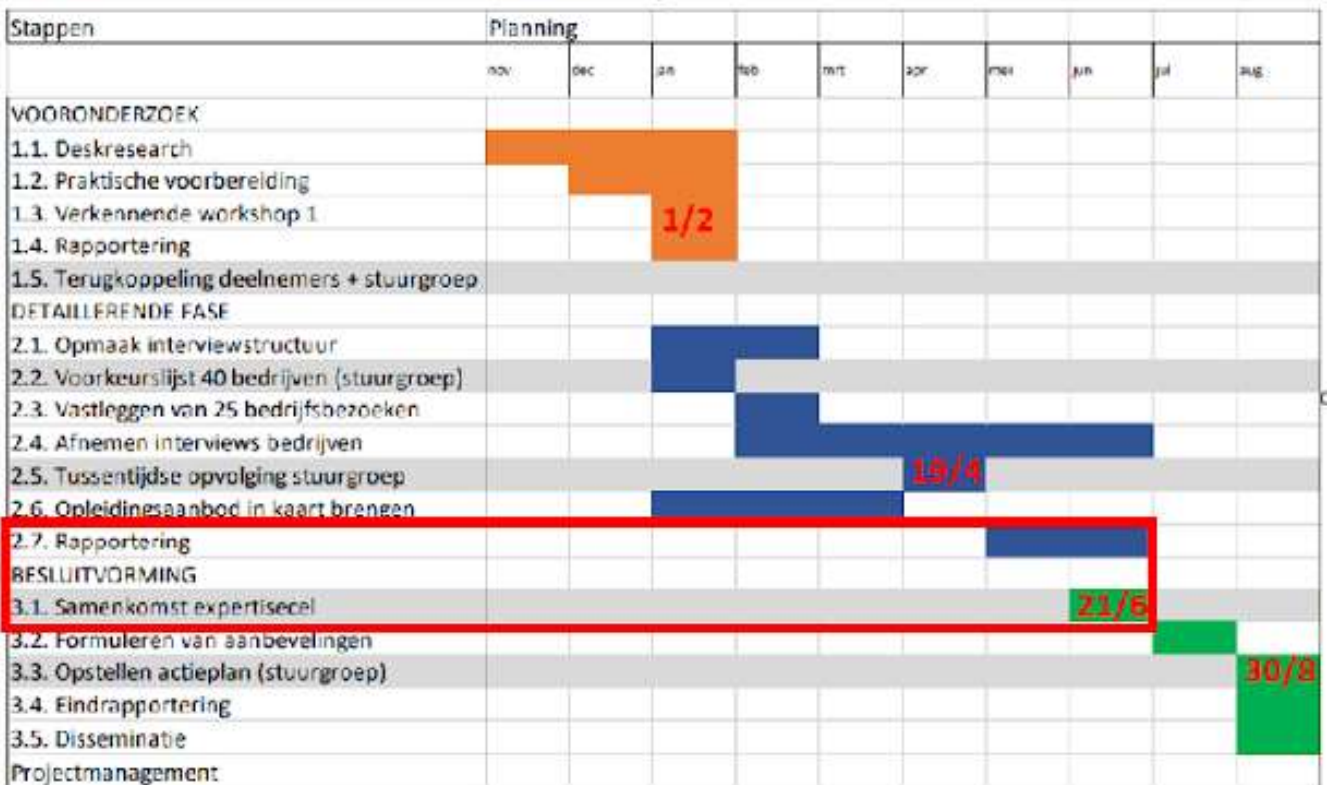 Stappen Planning
nov dec jan feb mrt apr mei jun jul aug
VOORONDERZOEK
1.1. Deskresearch
1.2. Praktische voorbereiding
1.3. Verkennende workshop 1
1/2
1.4. Rapportering
1.5. Terugkoppeling deelnemers + stuurgroep
DETAILLERENDE FASE
2.1. Opmaak interviewstructuur
2.2. Voorkeurslijst 40 bedrijven (stuurgroep)
2.3. Vastleggen van 25 bedrijfsbezoeken
2.4. Afnemen interviews bedrijven
2.5. Tussentijdse opvolging stuurgroep 19/4
2.6. Opleidingsaanbod in kaart brengen
2.7. Rapportering
BESLUITVORMING
3.1. Samenkomst expertisecel 21/6
3.2. Formuleren van aanbevelingen
3.3. Opstellen actieplan (stuurgroep) 30/8
3.4. Eindrapportering
3.5. Disseminatie
Projectmanagement